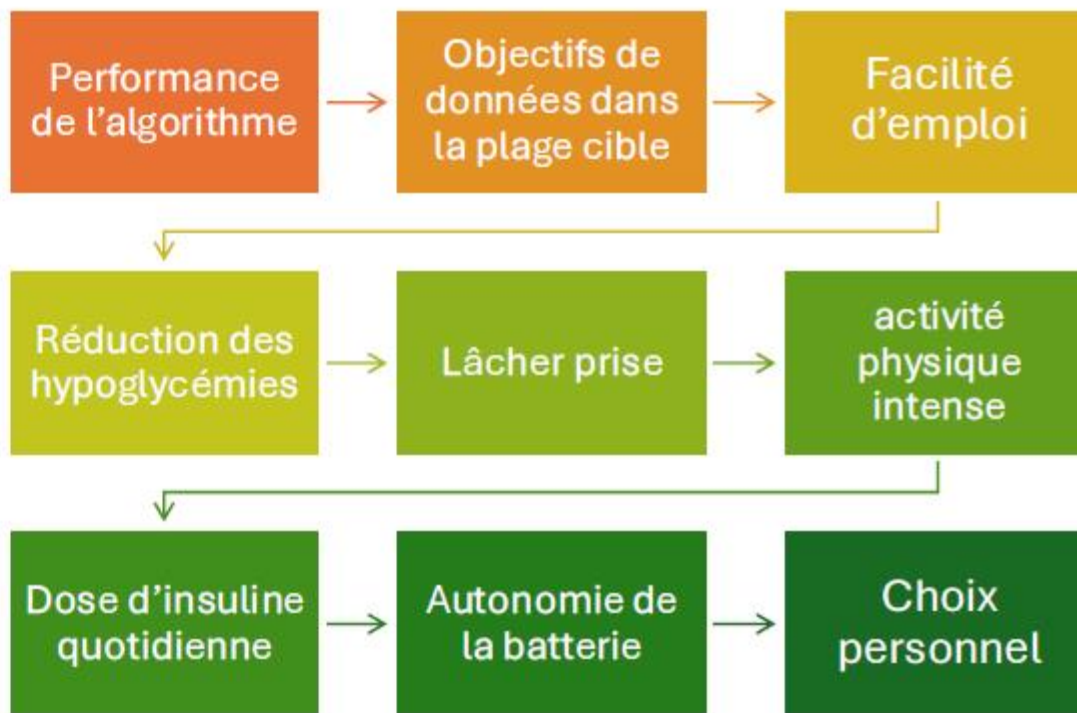 Performance
de l'algorithme
Objectifs de
données dans
la plage cible
Facilité
d'emploi
Réduction des
hypoglycémies
Lâcher prise
activité
physique
intense
Dose d'insuline
quotidienne
Autonomie de
la batterie
Choix
personnel